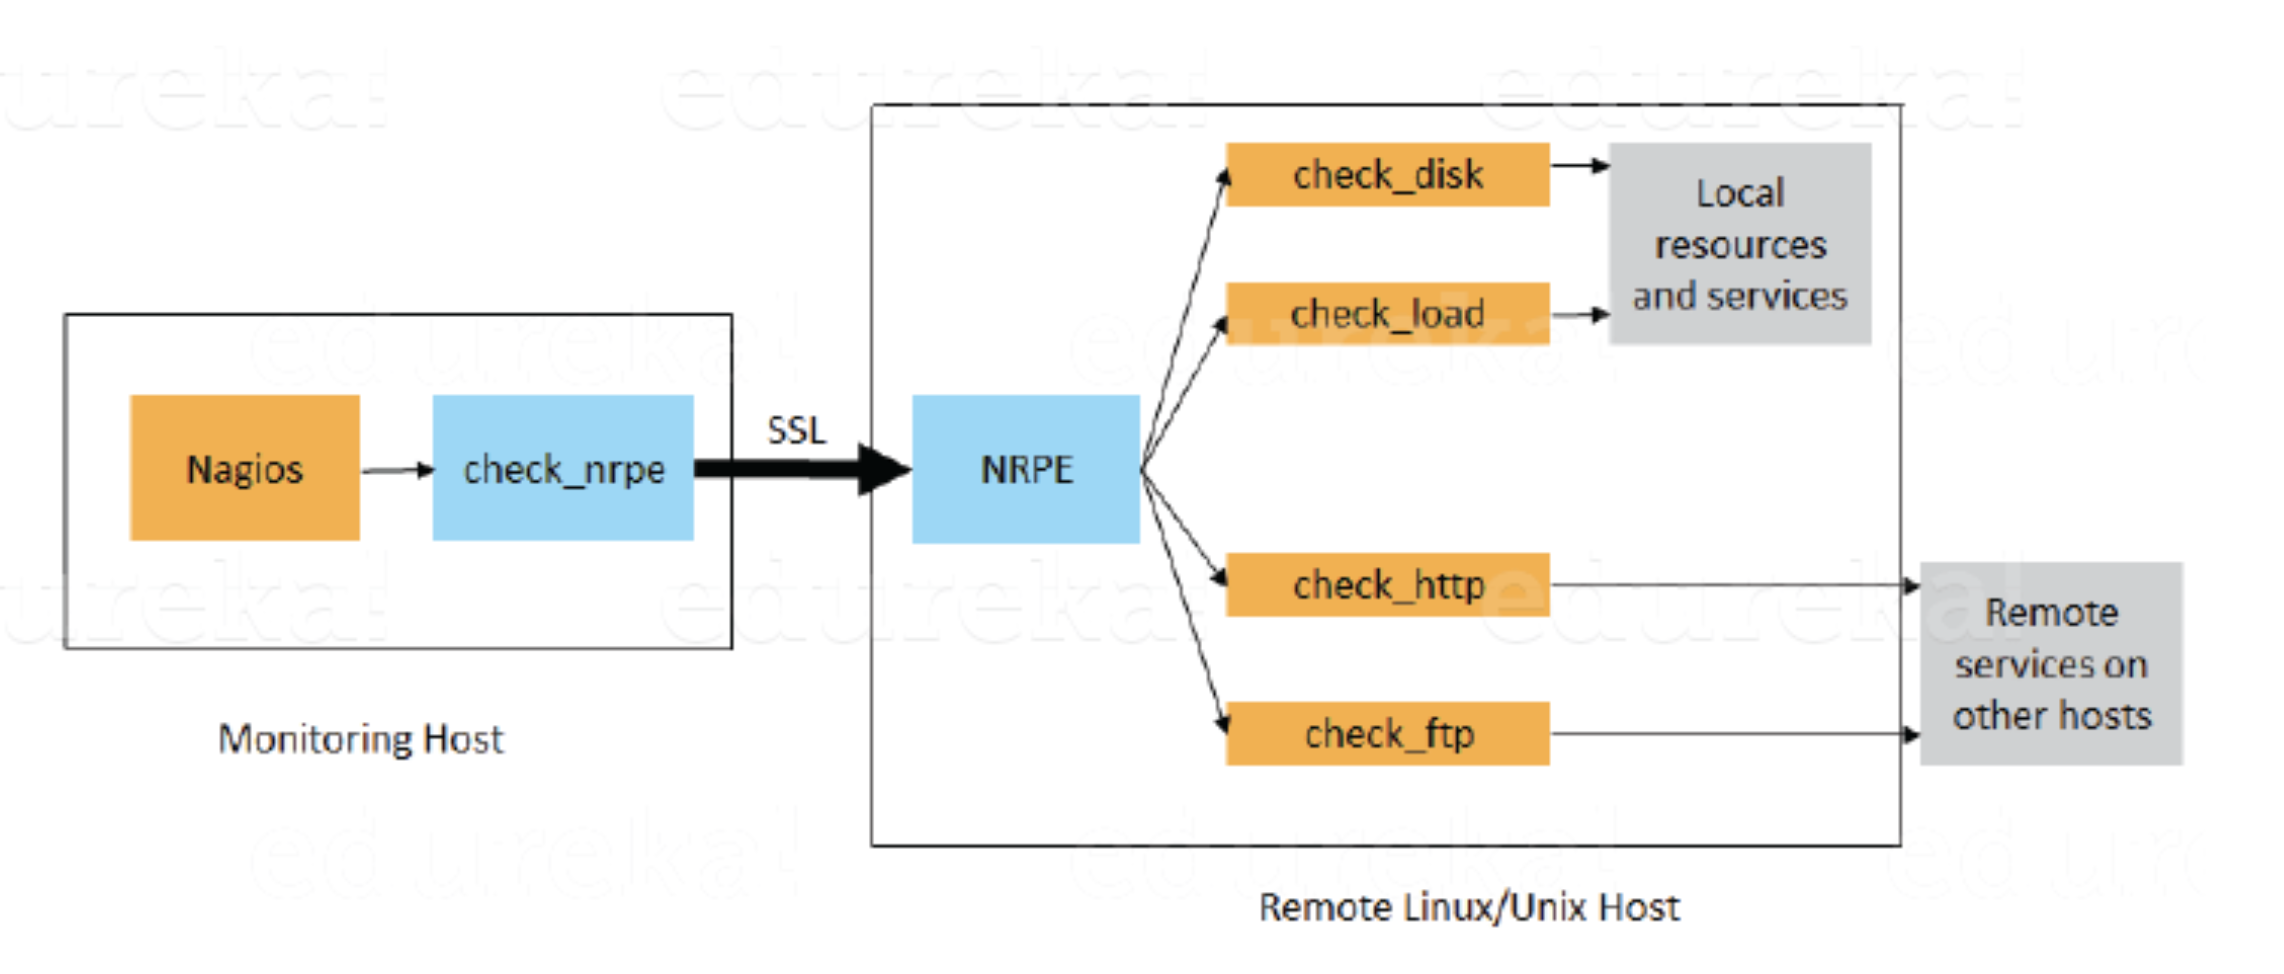 check_disk
Local
resources
and services
check_load
Nagios
check_nrpe
SSL
NRPE
check_http
Remote
services on
other hosts
check_ftp
Monitoring Host
Remote Linux/Unix Host
edureka!